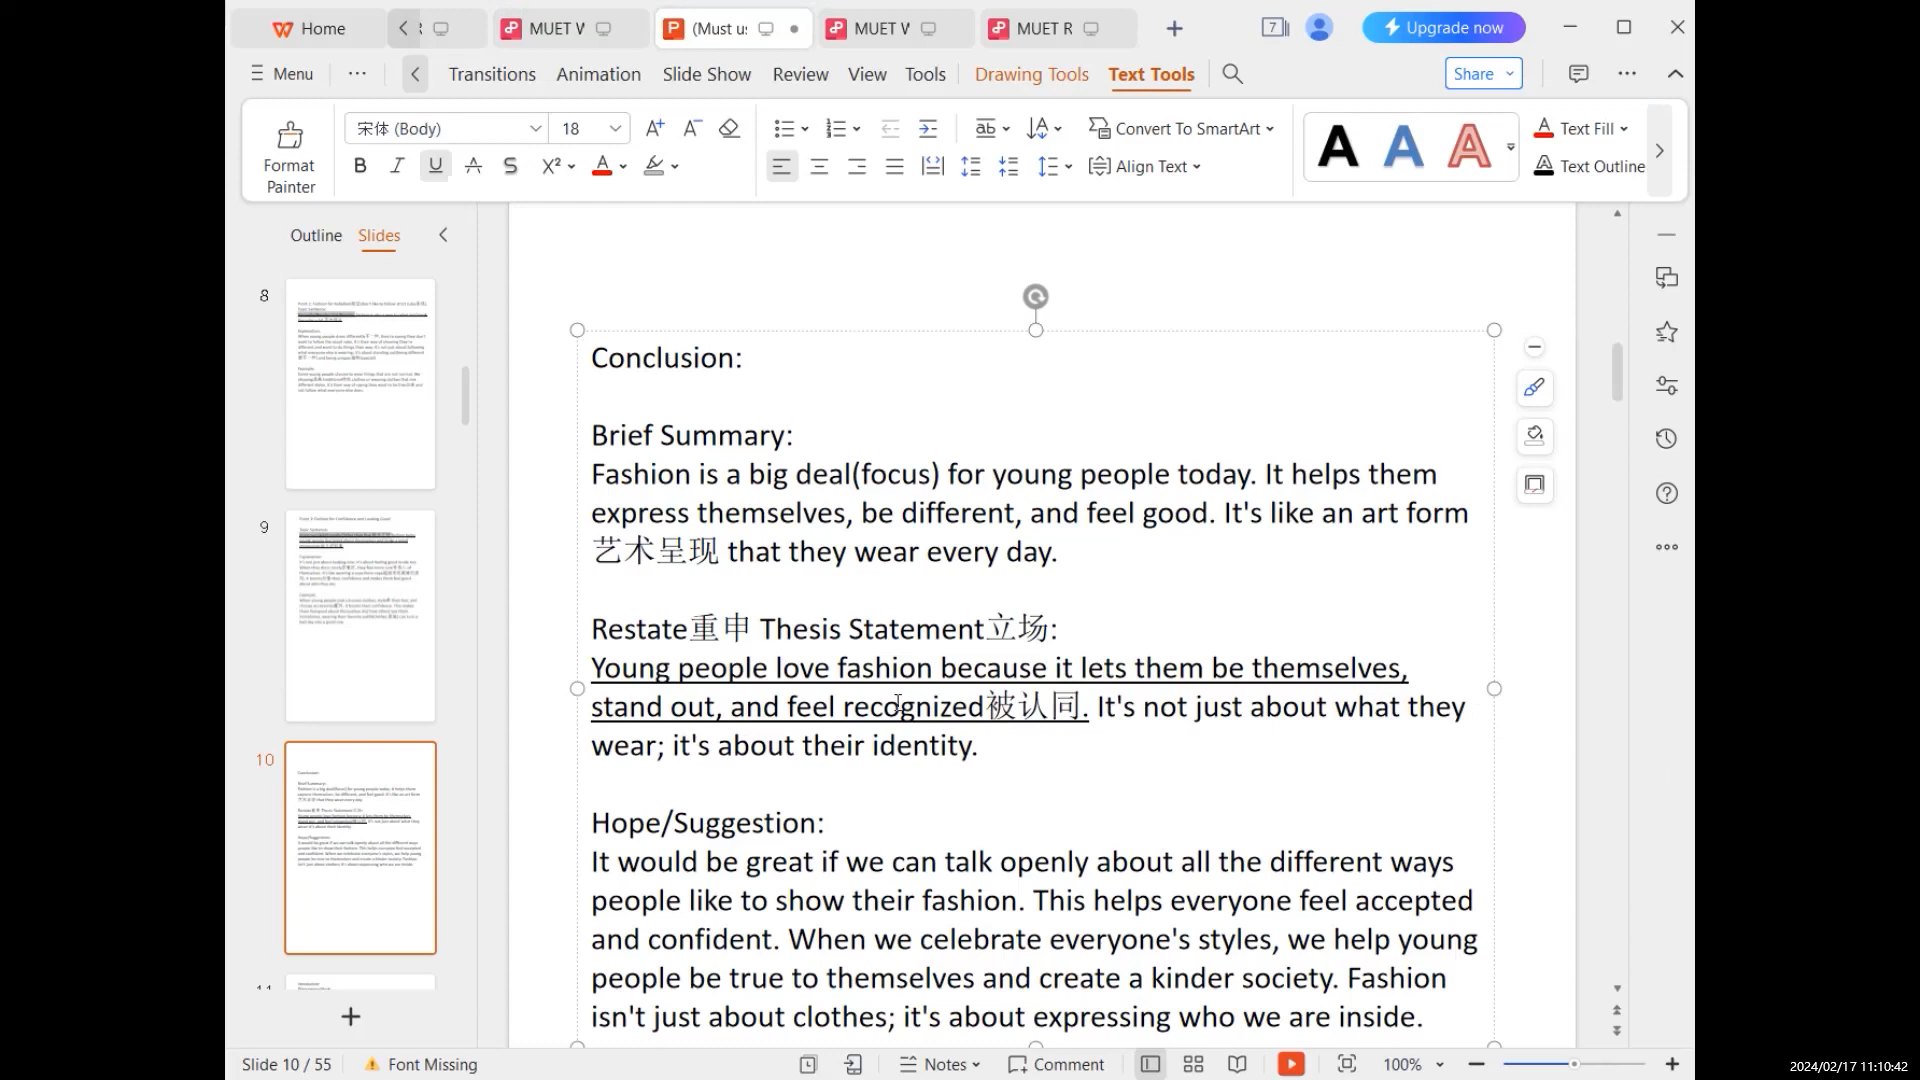 Home
MUET V
(Must u:
MUET V
MUET R
7
Upgrade now
Menu
Transitions
Animation
Slide Show
Review
View
Tools
Drawing Tools
Text Tools
Share
Format
Painter
宋体 (Body)
18
Convert To SmartArt
Align Text
Text Fill
Text Outline
Outline
Slides
8
9
10
Conclusion:
Brief Summary:
Fashion is a big deal(focus) for young people today. It helps them
express themselves, be different, and feel good. It's like an art form
艺术呈现 that they wear every day.
Restate重申 Thesis Statement立场:
Young people love fashion because it lets them be themselves,
stand out, and feel recognized被认同. It's not just about what they
wear; it's about their identity.
Hope/Suggestion:
It would be great if we can talk openly about all the different ways
people like to show their fashion. This helps everyone feel accepted
and confident. When we celebrate everyone's styles, we help young
people be true to themselves and create a kinder society. Fashion
isn't just about clothes; it's about expressing who we are inside.
Slide 10 / 55
Font Missing
Notes
Comment
100%
2024/02/17 11:10:42